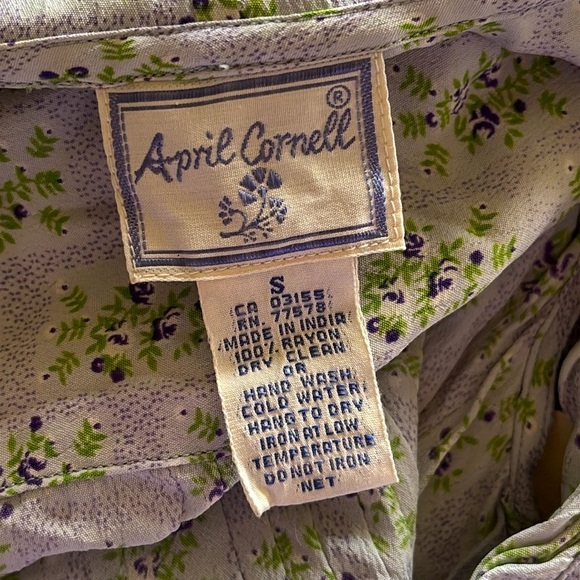 April Cornell ®
S
CA 03155
RN. 77578
MADE IN INDIA
100% RAYON
DRY CLEAN
OR
HAND WASH
COLD WATER
HANG TO DRY
IRON AT LOW
TEMPERATURE
DO NOT IRON
NET